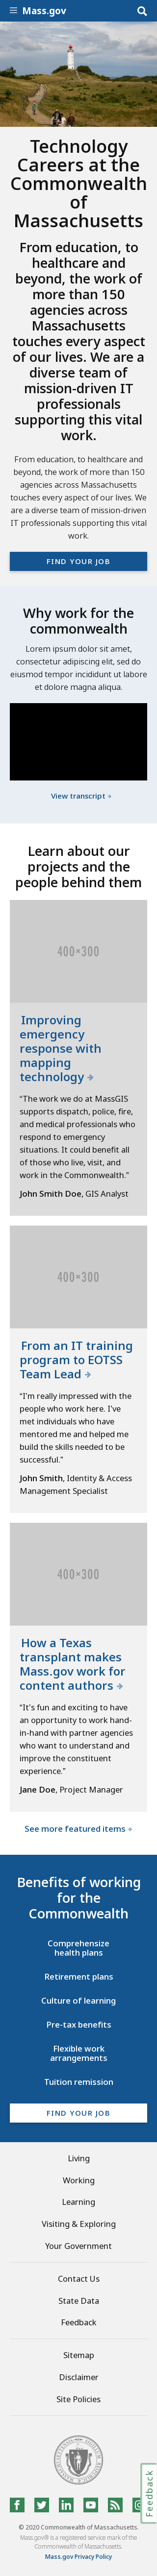 Mass.gov
Technology
Careers at the
Commonwealth
of
Massachusetts
From education, to
healthcare and
beyond, the work of
more than 150
agencies across
Massachusetts
touches every aspect
of our lives. We are a
diverse team of
mission-driven IT
professionals
supporting this vital
work.
From education, to healthcare and
beyond, the work of more than 150
agencies across Massachusetts
touches every aspect of our lives. We
are a diverse team of mission-driven
IT professionals supporting this vital
work.
FIND YOUR JOB
Why work for the
commonwealth
Lorem ipsum dolor sit amet,
consectetur adipiscing elit, sed do
eiusmod tempor incididunt ut labore
et dolore magna aliqua.
View transcript
Learn about our
projects and the
people behind them
400×300
Improving
emergency
response with
mapping
technology
“The work we do at MassGIS
supports dispatch, police, fire,
and medical professionals who
respond to emergency
situations. It could benefit all
of those who live, visit, and
work in the Commonwealth.”
John Smith Doe, GIS Analyst
400×300
From an IT training
program to EOTSS
Team Lead
“I'm really impressed with the
people who work here. I've
met individuals who have
mentored me and helped me
build the skills needed to be
successful.”
John Smith, Identity & Access
Management Specialist
400×300
How a Texas
transplant makes
Mass.gov work for
content authors
“It's fun and exciting to have
an opportunity to work hand-
in-hand with partner agencies
who want to understand and
improve the constituent
experience.”
Jane Doe, Project Manager
See more featured items
Benefits of working
for the
Commonwealth
Comprehensize
health plans
Retirement plans
Culture of learning
Pre-tax benefits
Flexible work
arrangements
Tuition remission
FIND YOUR JOB
Living
Working
Learning
Visiting & Exploring
Your Government
Contact Us
State Data
Feedback
Sitemap
Disclaimer
Site Policies
Feedback
© 2020 Commonwealth of Massachusetts.
Mass.gov® is a registered service mark of the
Commonwealth of Massachusetts.
Mass.gov Privacy Policy